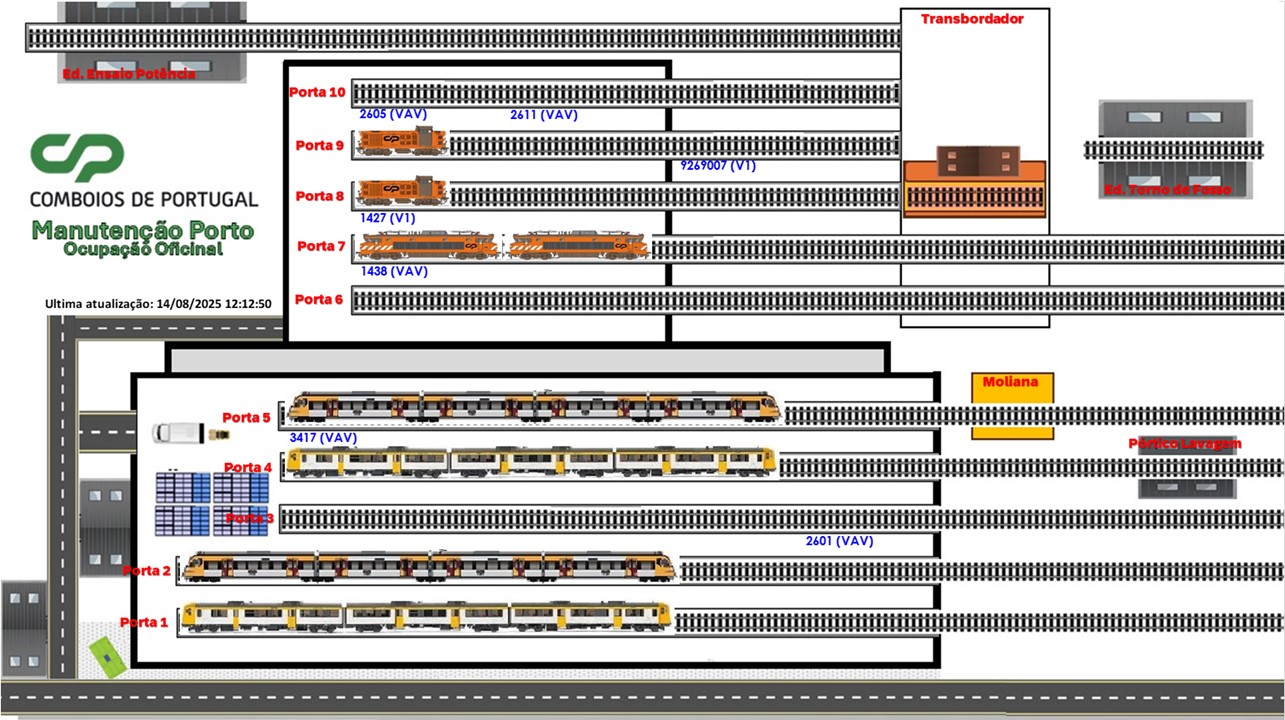 Transbordador
Ed. Ensaio Potência
Porta 10
2605 (VAV)
2611 (VAV)
Porta 9
9269007 (V1)
CP
COMBOIOS DE PORTUGAL
Manutenção Porto
Ocupação Oficinal
Ed. Torno de Fosso
Porta 8
1427 (V1)
Porta 7
1438 (VAV)
Ultima atualização: 14/08/2025 12:12:50
Porta 6
Moliana
Porta 5
3417 (VAV)
Pórtico Lavagem
Porta 4
Porta 3
2601 (VAV)
Porta 2
Porta 1